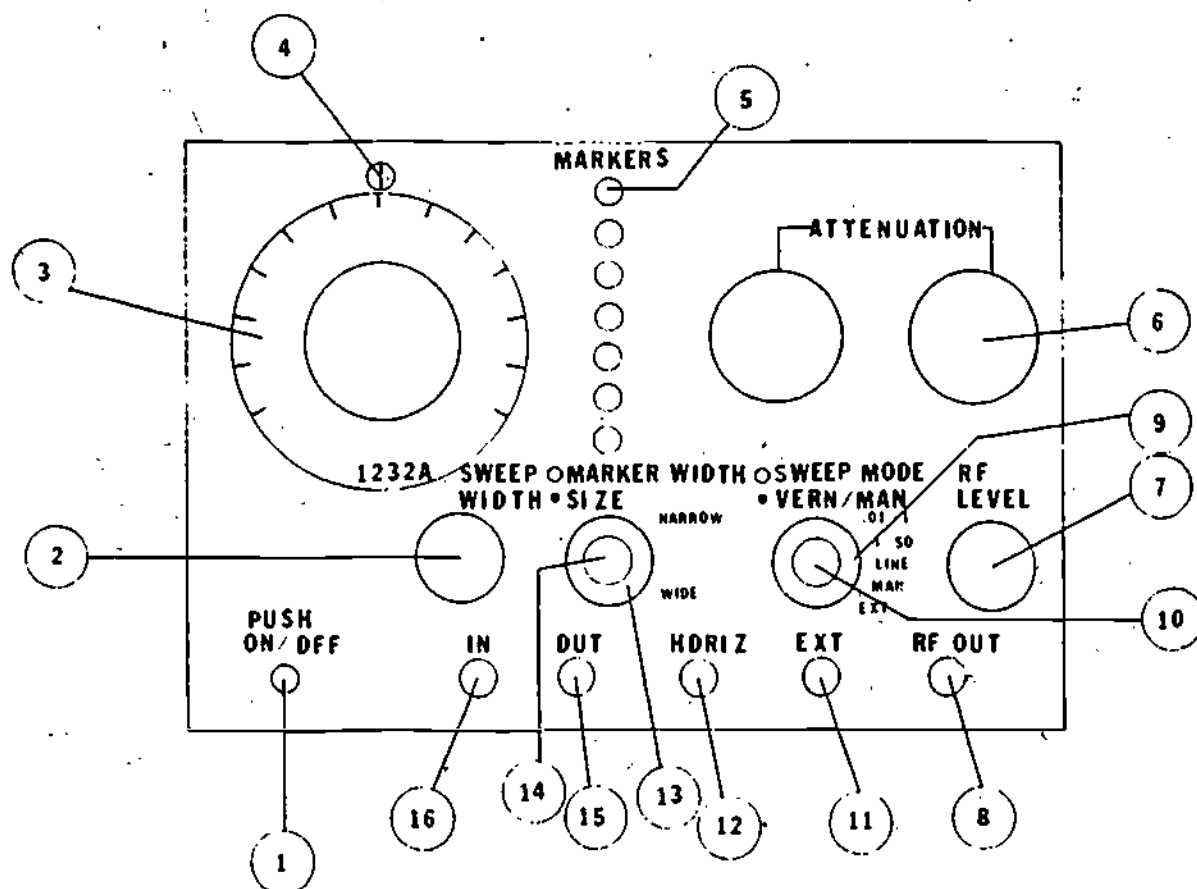 4
5
MARKERS
3
ATTENUATION
6
9
1232A SWEEP MARKER WIDTH SWEEP MODE RF
WIDTH • SIZE • VERN/MAN LEVEL
NARROW .01
7
2
SO
LINE
WIDE MAN
EXT
10
PUSH
ON/OFF IN OUT HORIZ EXT RF OUT
14 13
16 15 12 11 8
1